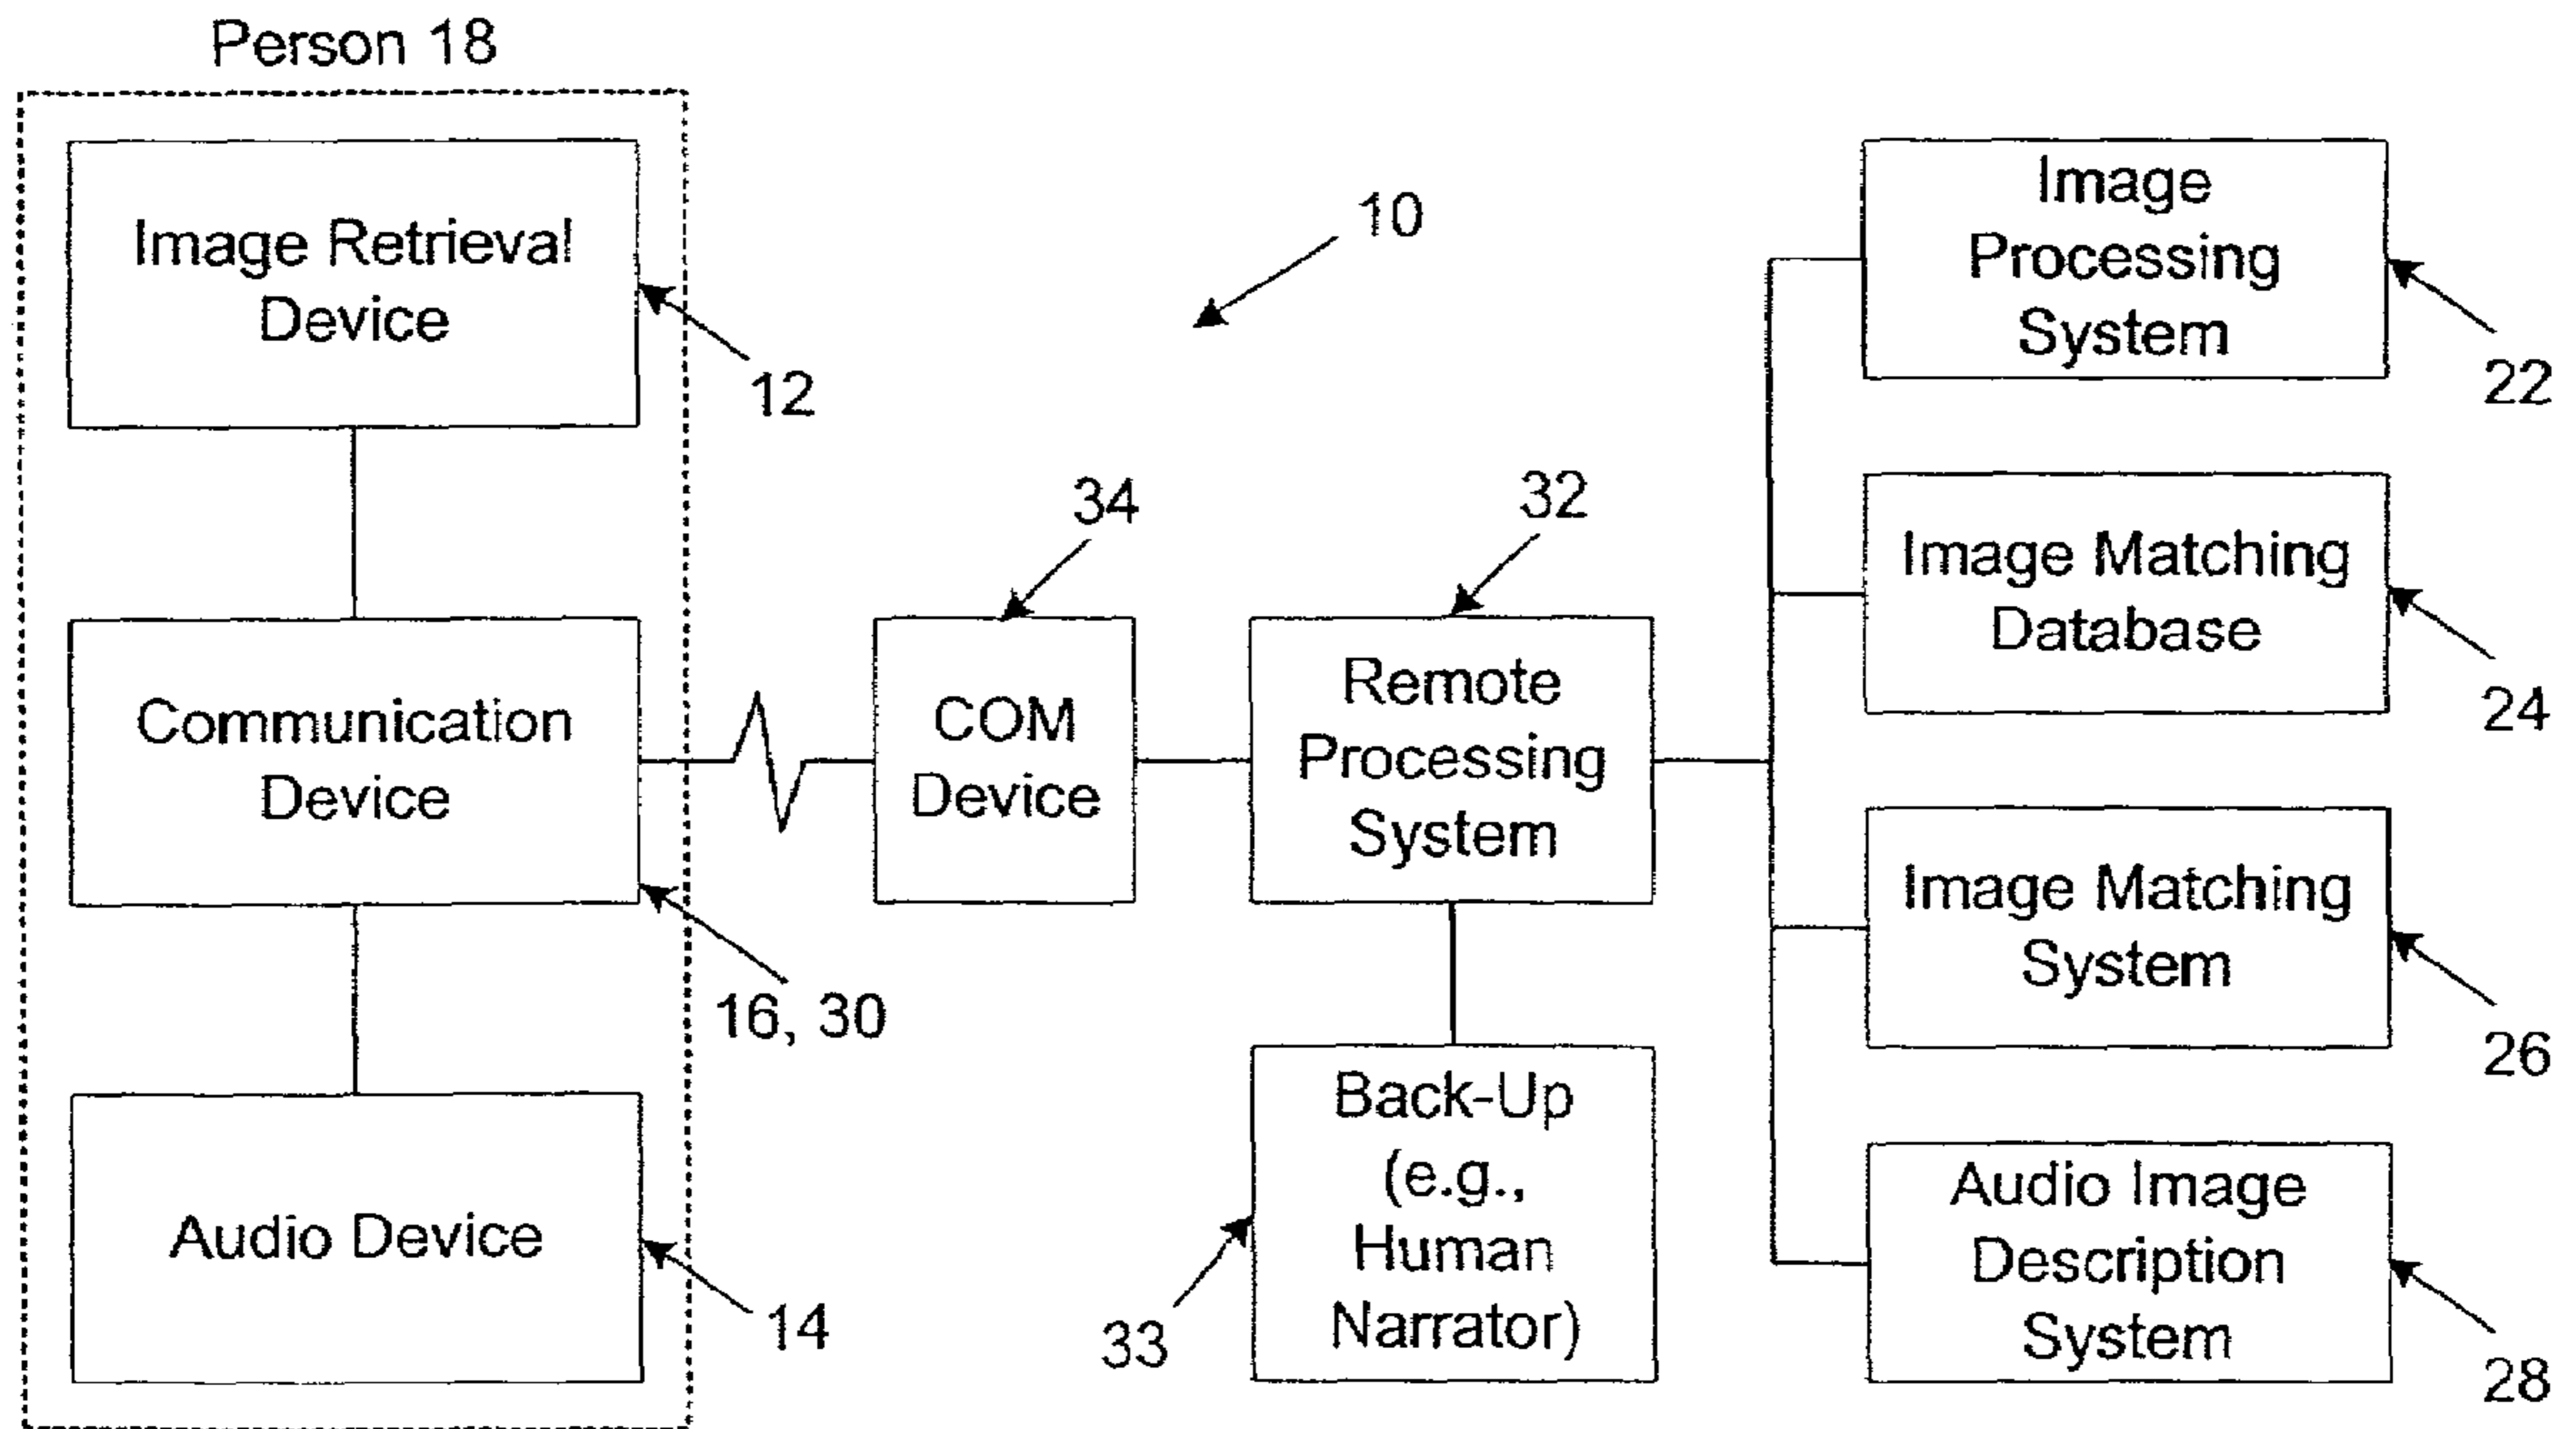 Person 18
Image Retrieval
Device
12
Communication
Device
16, 30
Audio Device
14
10
34
COM
Device
32
Remote
Processing
System
Back-Up
(e.g.,
Human
Narrator)
33
Image
Processing
System
22
Image Matching
Database
24
Image Matching
System
26
Audio Image
Description
System
28